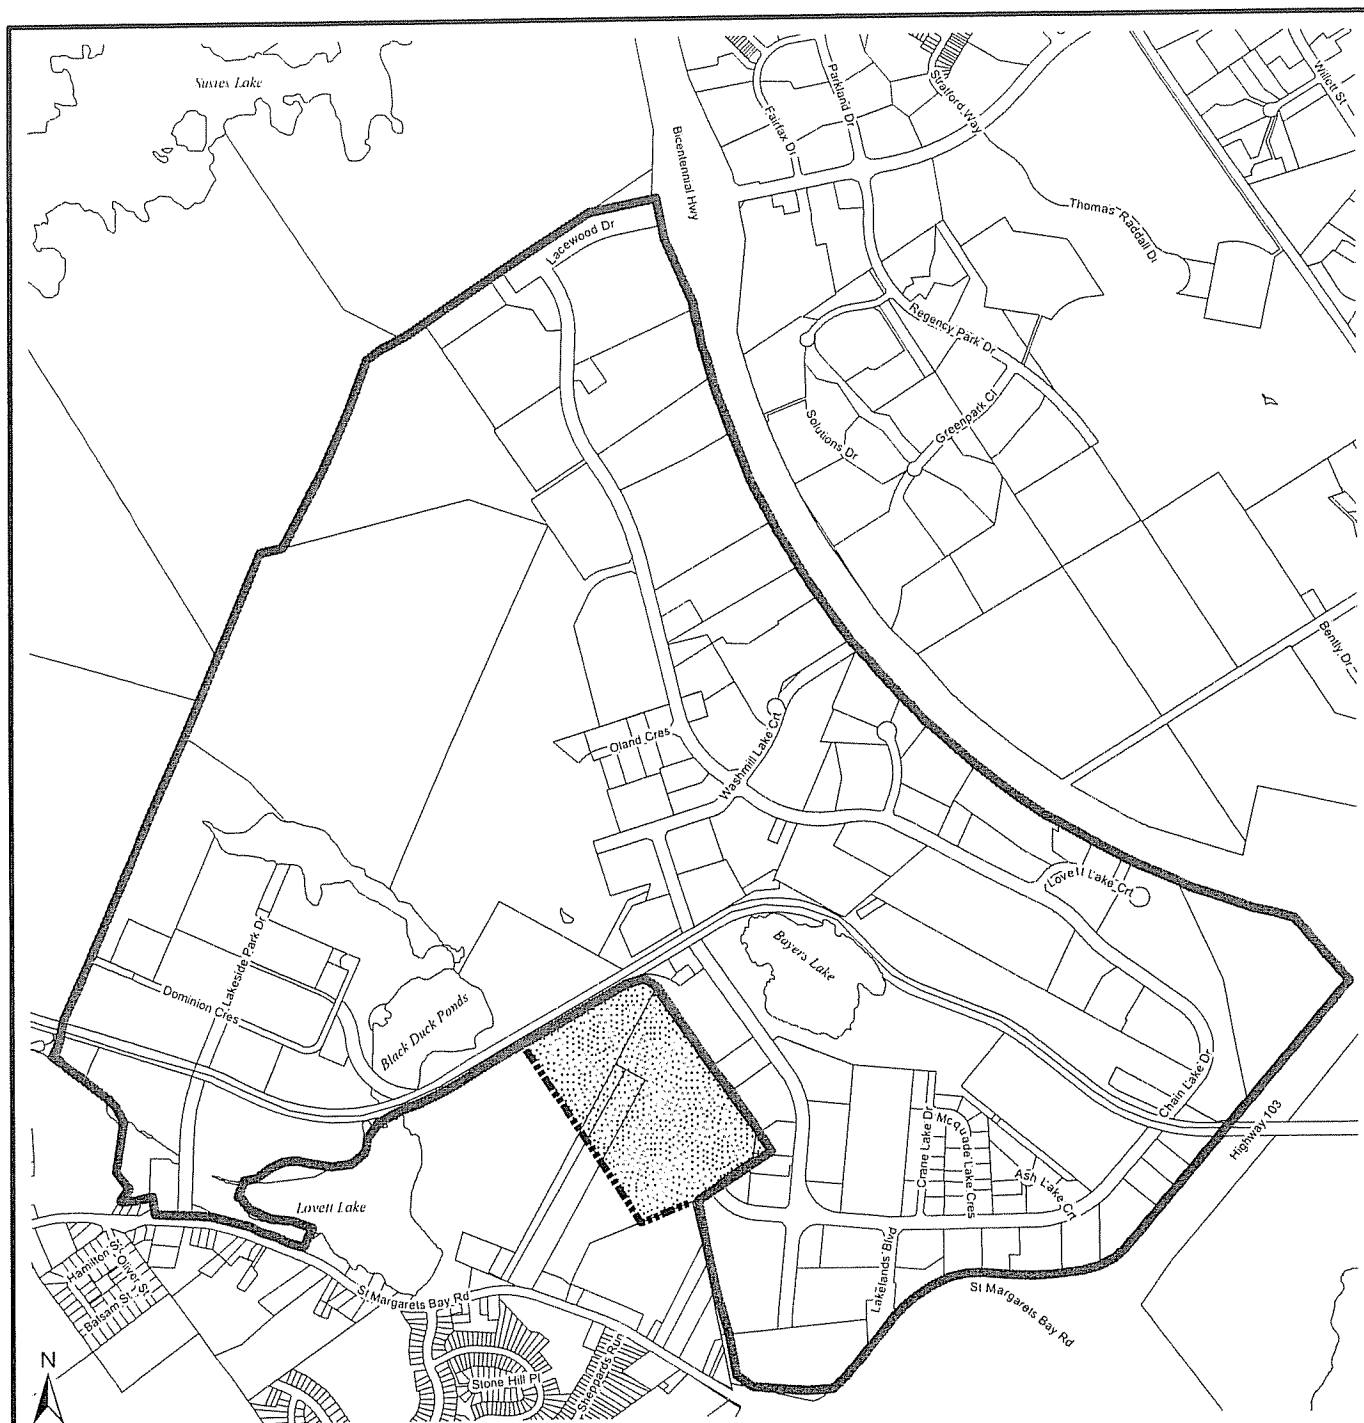 Susies Lake
Bicentennial Hwy
Fairfax Dr
Parkland Dr
Stratford Way
Willett St
Thomas Raddall Dr
Lacewood Dr
Regency Park Dr
Greenpark Cl
Solutions Dr
Bently Dr
Oland Cres
Washmill Lake Crt
Lovett Lake Crt
Lakeside Park Dr
Dominion Cres
Black Duck Ponds
Bayers Lake
Chain Lake Dr
Highway 103
Crane Lake Dr
Mcquade Lake Cres
Ash Lake Crt
Lovett Lake
Lakelands Blvd
St Margarets Bay Rd
St Margarets Bay Rd
Hamilton St
Oliver St
Balsam St
Stone Hill Pl
Sheppards Run
N